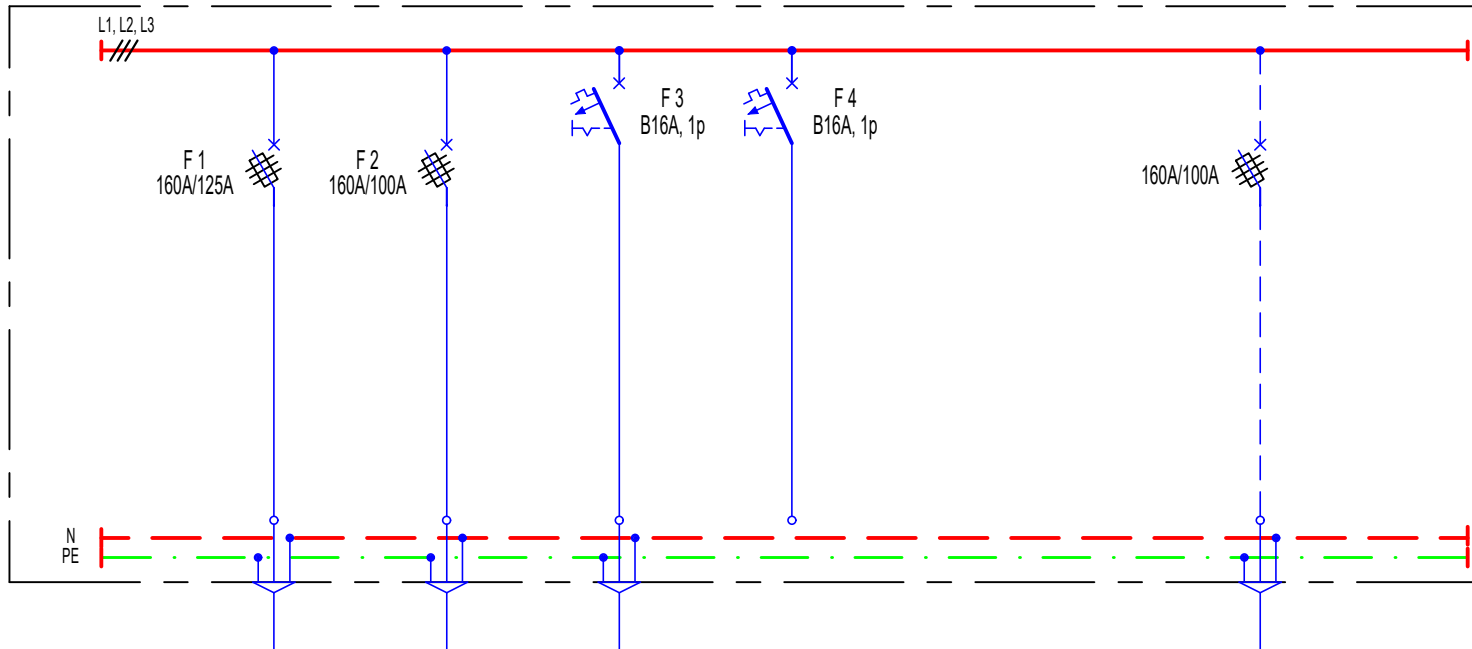 L1, L2, L3
F 1
160A/125A
F 2
160A/100A
F 3
B16A, 1p
F 4
B16A, 1p
160A/100A
N
PE